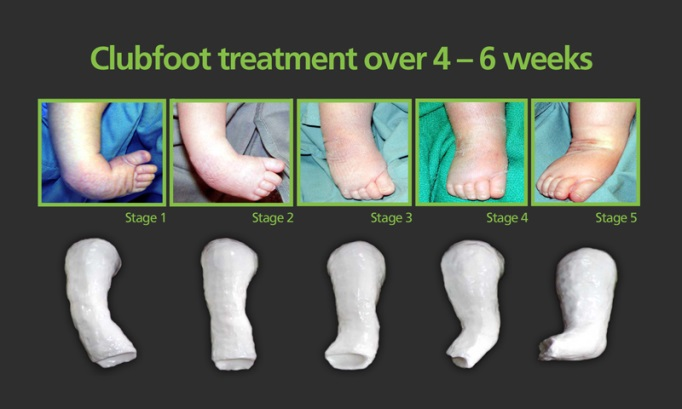 Clubfoot treatment over 4 – 6 weeks
Stage 1
Stage 2
Stage 3
Stage 4
Stage 5